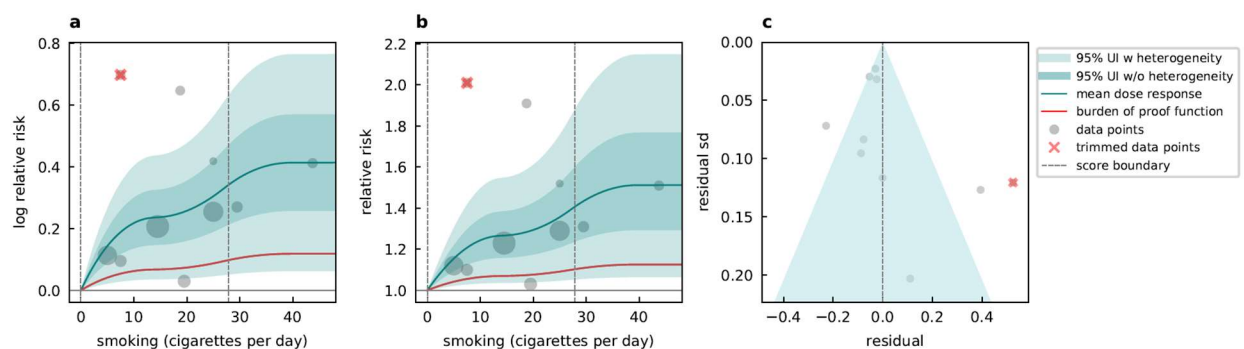 a
log relative risk
0.8
0.6
0.4
0.2
0.0
0
10
20
30
40
smoking (cigarettes per day)
b
relative risk
2.2
2.0
1.8
1.6
1.4
1.2
1.0
0
10
20
30
40
smoking (cigarettes per day)
c
residual sd
0.00
0.05
0.10
0.15
0.20
−0.4
−0.2
0.0
0.2
0.4
residual
95% UI w heterogeneity
95% UI w/o heterogeneity
mean dose response
burden of proof function
data points
trimmed data points
score boundary